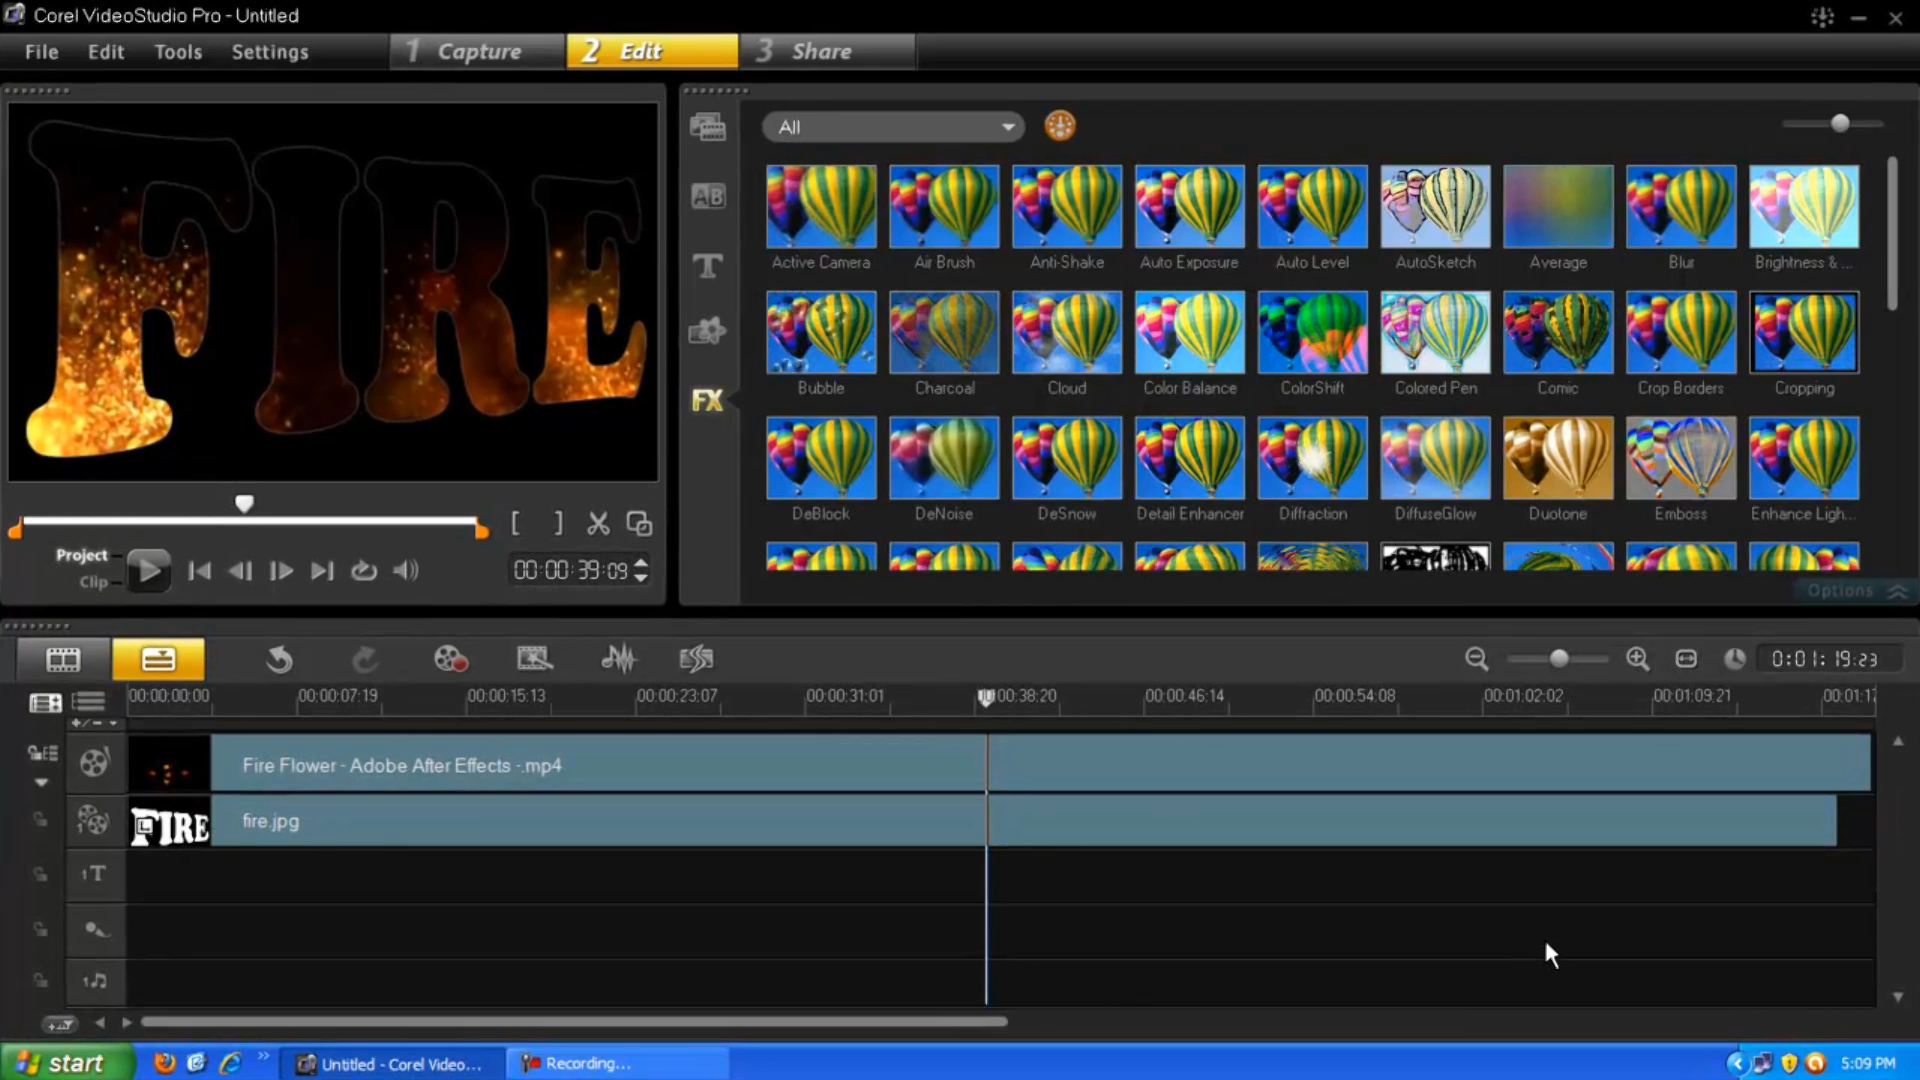 Corel VideoStudio Pro - Untitled
File Edit Tools Settings 1 Capture 2 Edit 3 Share
All
FIRE
Active Camera Air Brush Anti-Shake Auto Exposure Auto Level AutoSketch Average Blur Brightness & ...
AB
T
Bubble Charcoal Cloud Color Balance ColorShift Colored Pen Comic Crop Borders Cropping
FX
DeBlock DeNoise DeSnow Detail Enhancer Diffraction DiffuseGlow Duotone Emboss Enhance Ligh...
Project
Clip
00:00:39:09
Options
0:01:19:23
00:00:00:00 00:00:07:19 00:00:15:13 00:00:23:07 00:00:31:01 00:00:38:20 00:00:46:14 00:00:54:08 00:01:02:02 00:01:09:21 00:01:1
Fire Flower - Adobe After Effects -.mp4
FIRE fire.jpg
1T
start Untitled - Corel Video... Recording... 5:09 PM